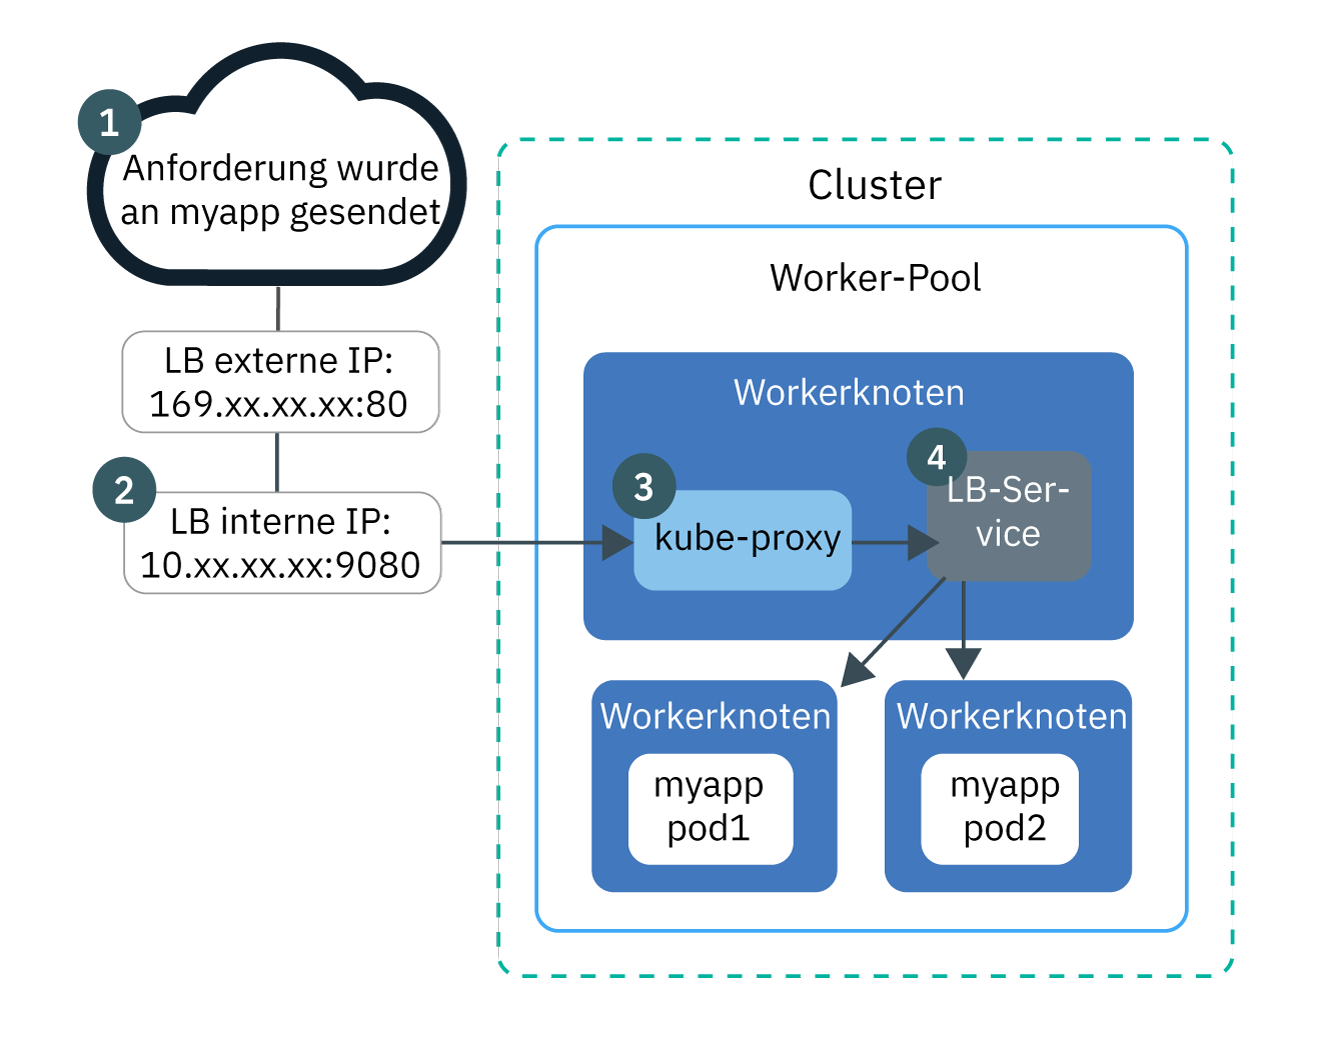 1
Anforderung wurde
an myapp gesendet
LB externe IP:
169.xx.xx.xx:80
2
LB interne IP:
10.xx.xx.xx:9080
Cluster
Worker-Pool
Workerknoten
3
kube-proxy
4
LB-Ser-
vice
Workerknoten
myapp
pod1
Workerknoten
myapp
pod2